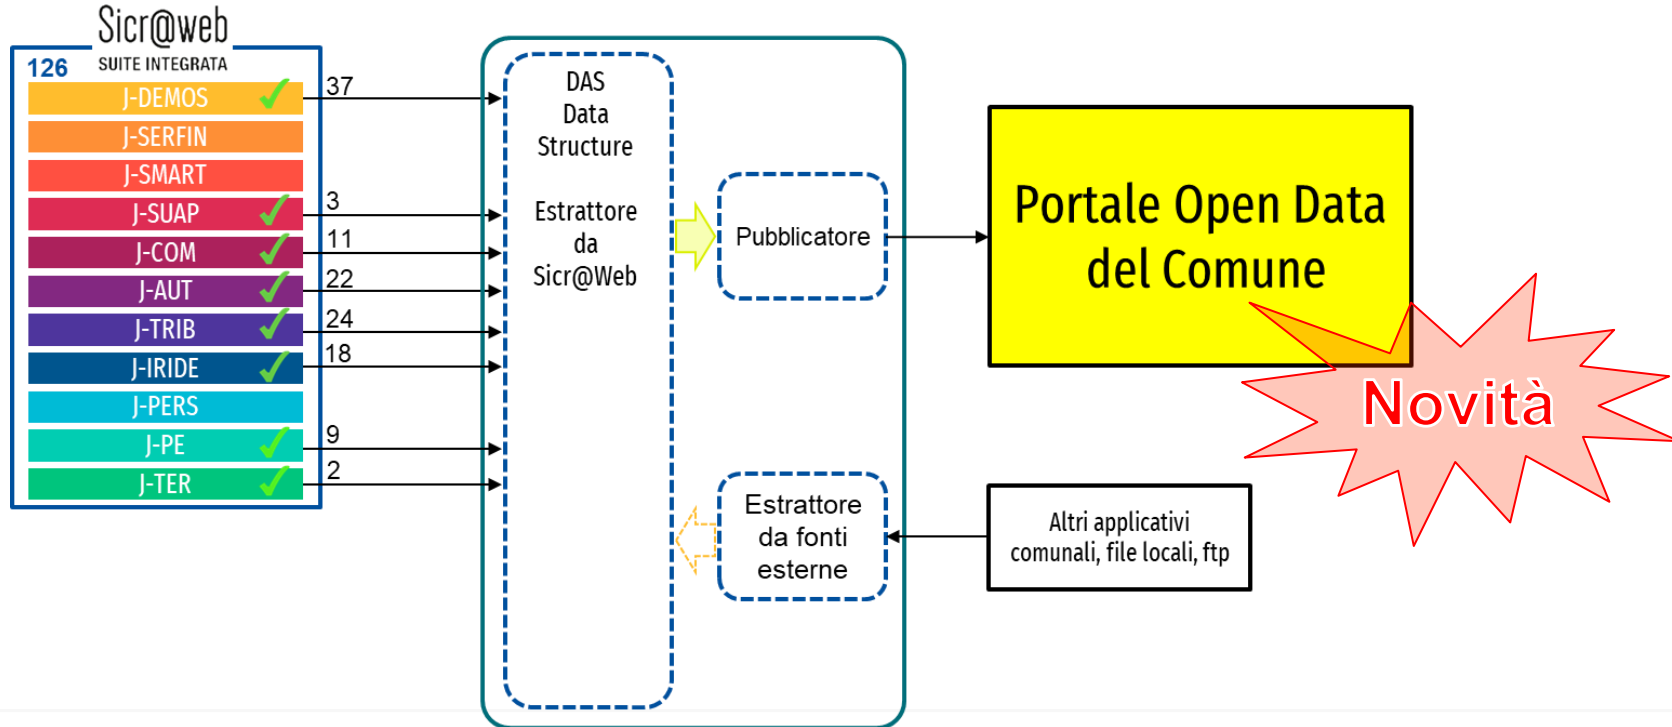 Sicr@web
SUITE INTEGRATA
126
J-DEMOS
37
J-SERFIN
J-SMART
J-SUAP
3
J-COM
11
J-AUT
22
J-TRIB
24
J-IRIDE
18
J-PERS
J-PE
9
J-TER
2
DAS
Data
Structure
Estrattore
da
Sicr@Web
Pubblicatore
Estrattore
da fonti
esterne
Portale Open Data
del Comune
Novità
Altri applicativi
comunali, file locali, ftp